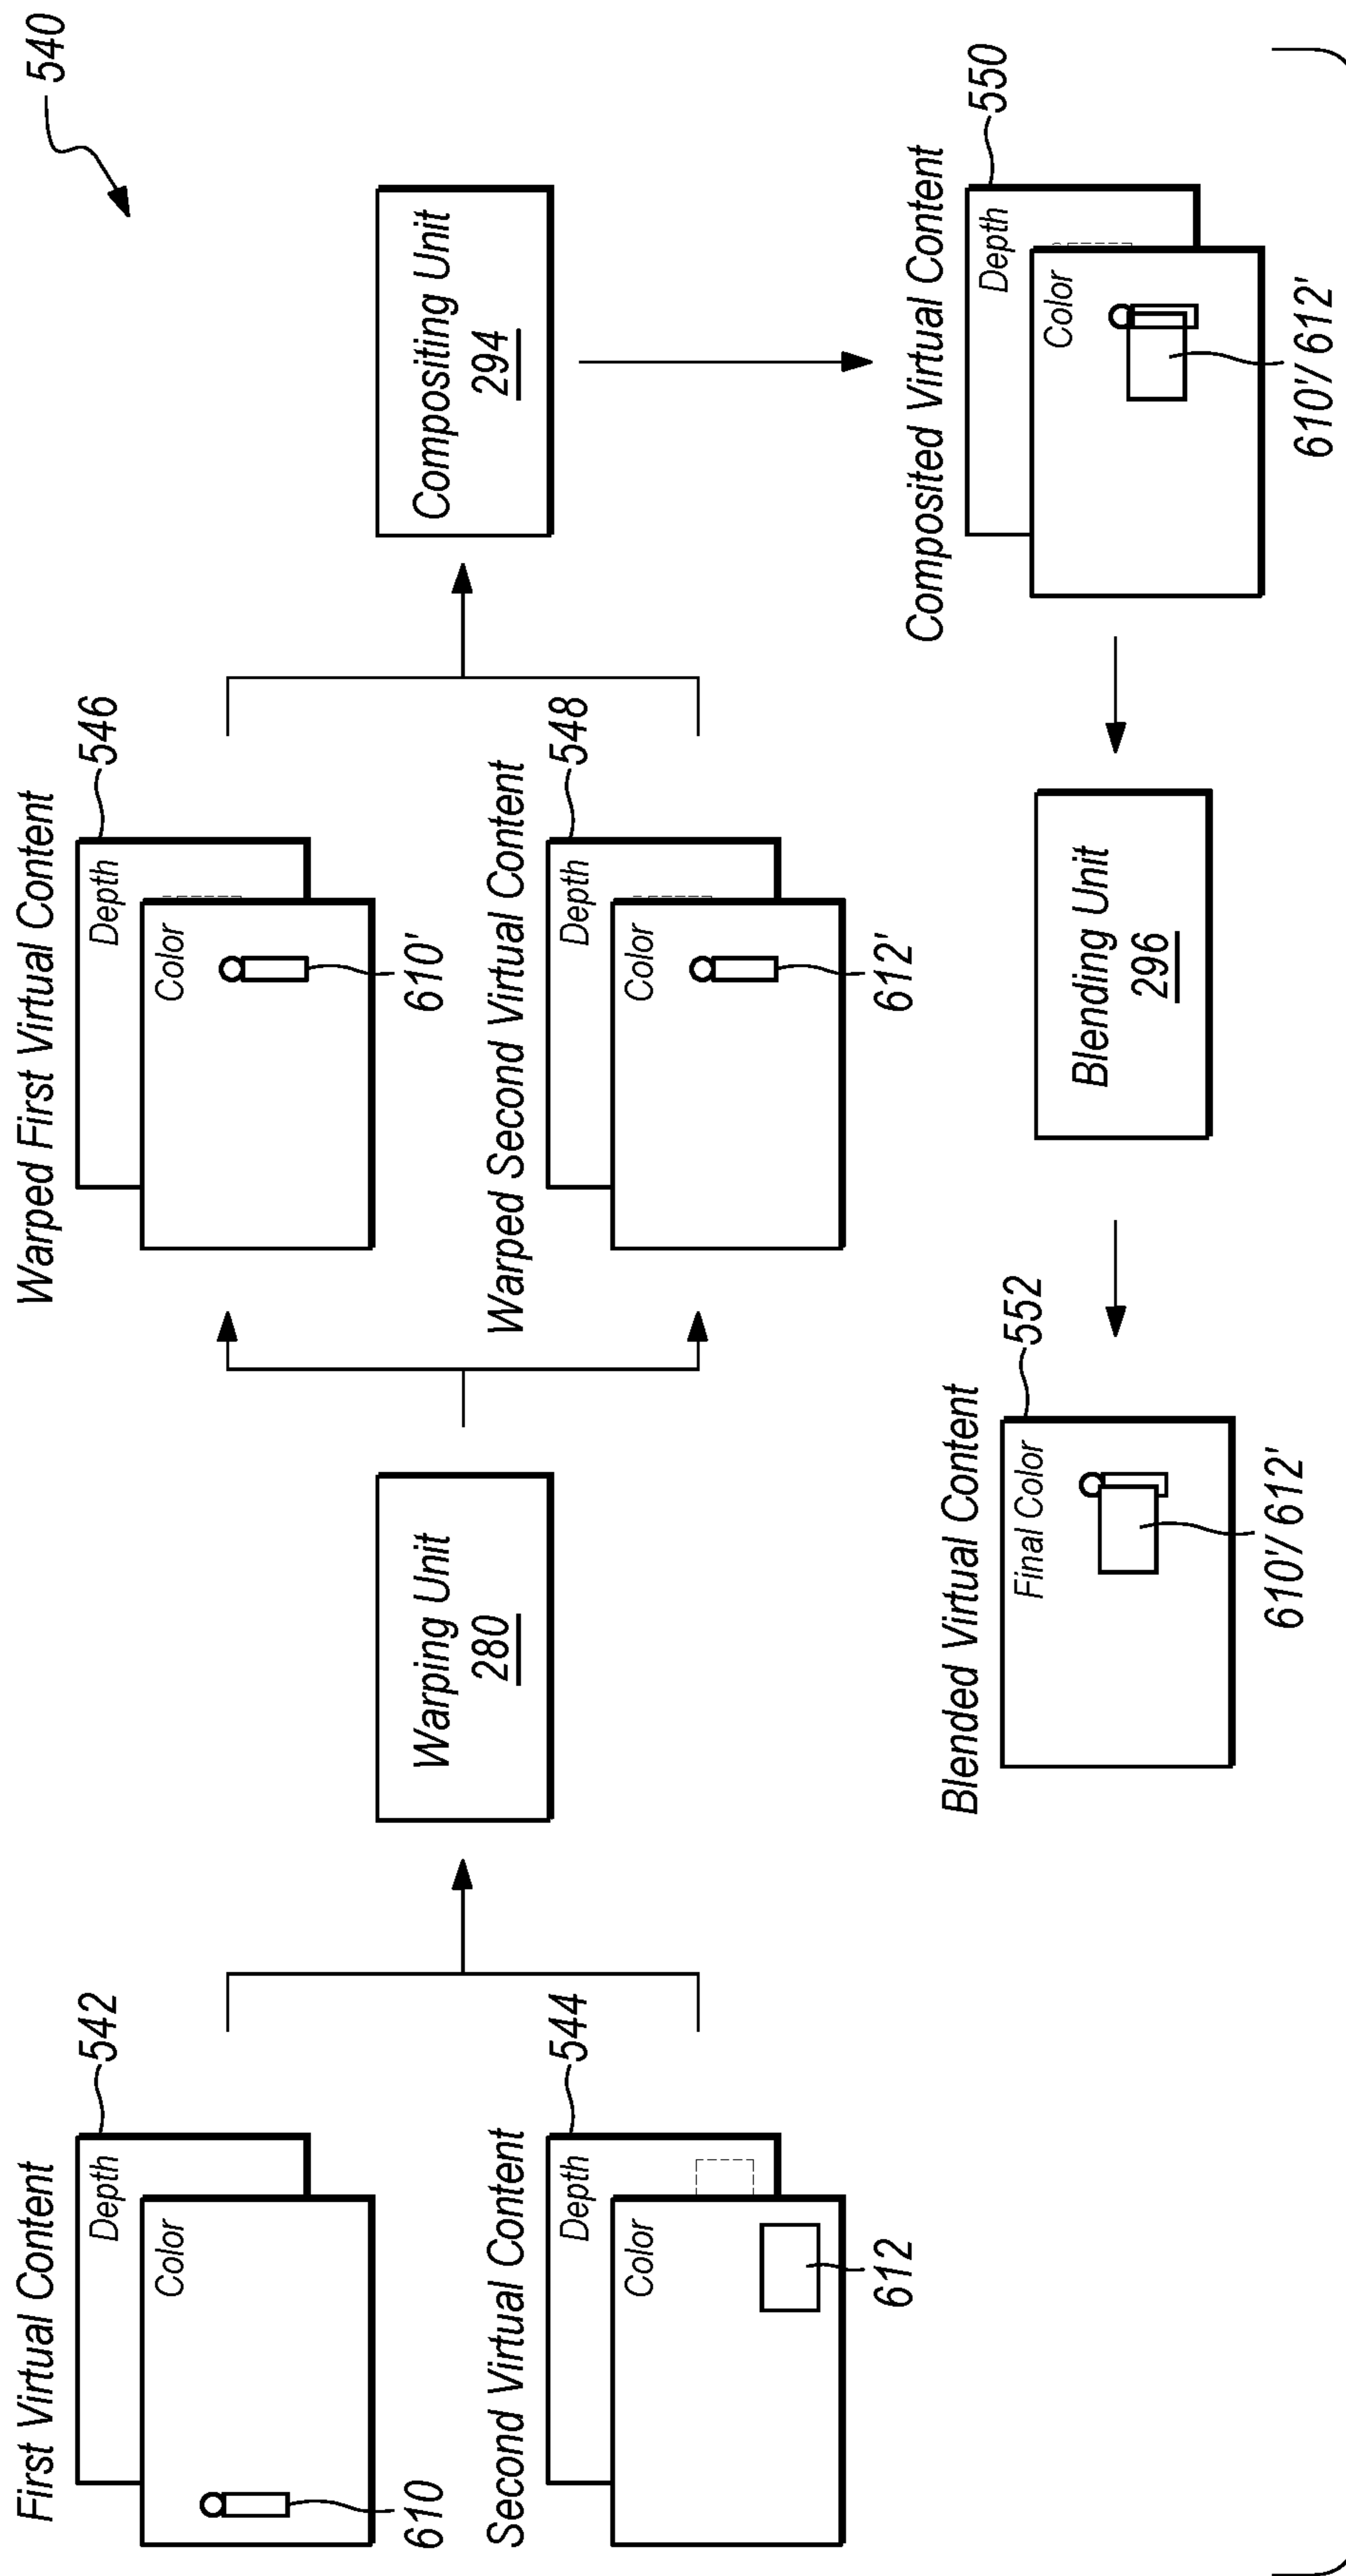 540
First Virtual Content
542
Depth
Color
610
Second Virtual Content
544
Depth
Color
612
Warping Unit
280
Warped First Virtual Content
546
Depth
Color
610'
Warped Second Virtual Content
548
Depth
Color
612'
Compositing Unit
294
Composited Virtual Content
550
Depth
Color
610'/ 612'
Blending Unit
296
Blended Virtual Content
552
Final Color
610'/ 612'